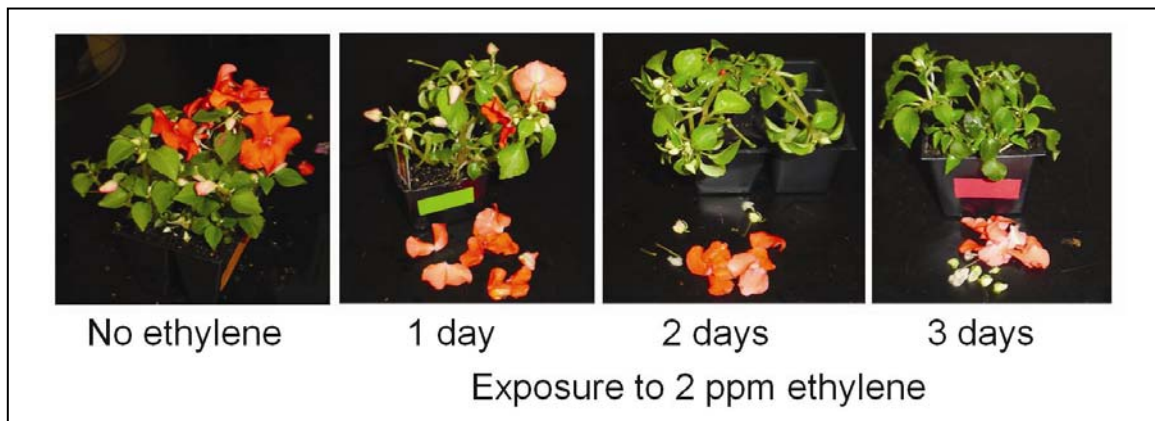 No ethylene
1 day
2 days
3 days
Exposure to 2 ppm ethylene